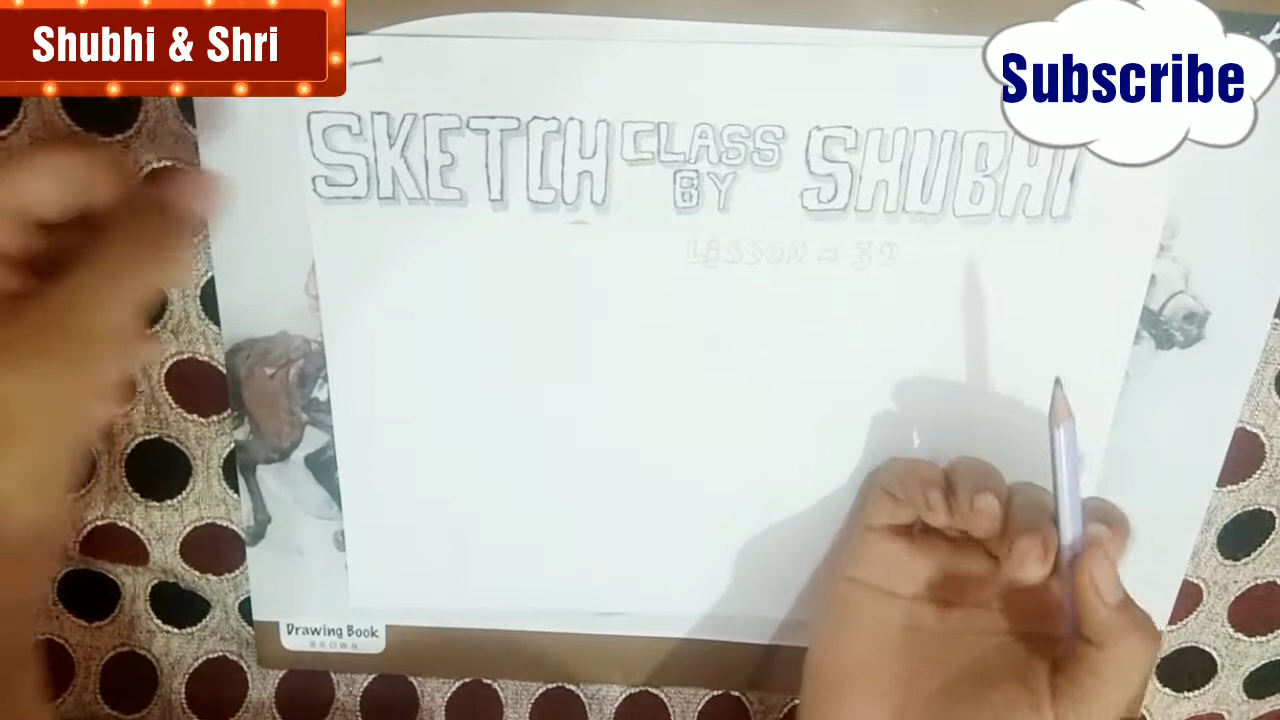 Shubhi & Shri
Subscribe
SKETCH CLASS BY SHUBHI
LESSON - 32
Drawing Book
BROWN